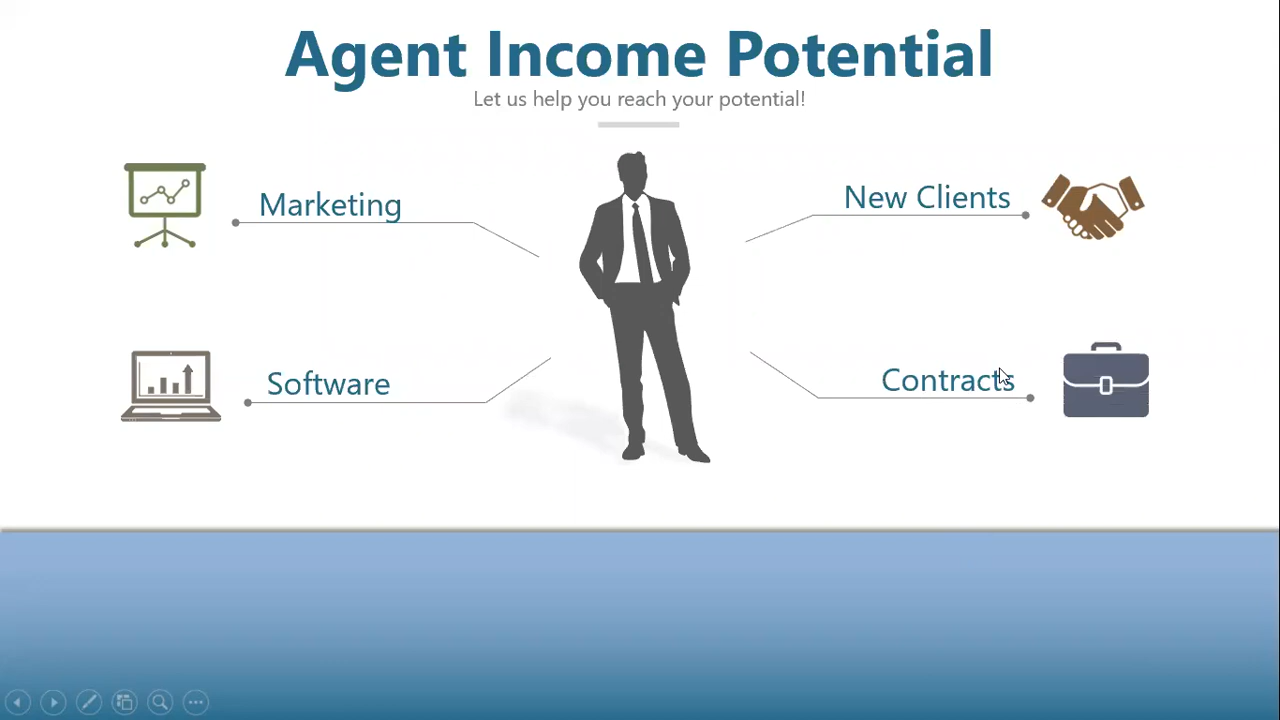 Agent Income Potential
Let us help you reach your potential!
Marketing
New Clients
Software
Contracts